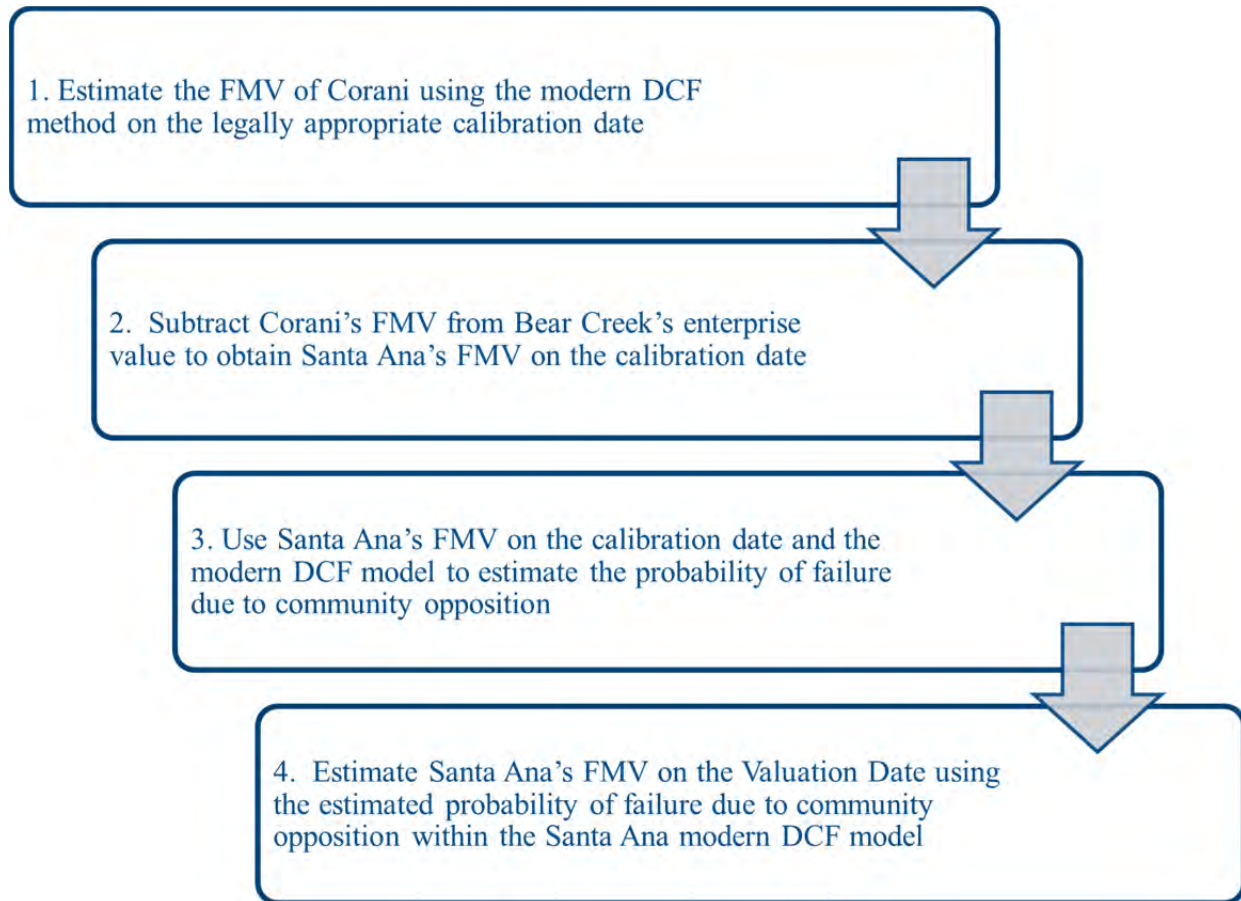 1. Estimate the FMV of Corani using the modern DCF
method on the legally appropriate calibration date
2. Subtract Corani's FMV from Bear Creek's enterprise
value to obtain Santa Ana's FMV on the calibration date
3. Use Santa Ana's FMV on the calibration date and the
modern DCF model to estimate the probability of failure
due to community opposition
4. Estimate Santa Ana's FMV on the Valuation Date using
the estimated probability of failure due to community
opposition within the Santa Ana modern DCF model